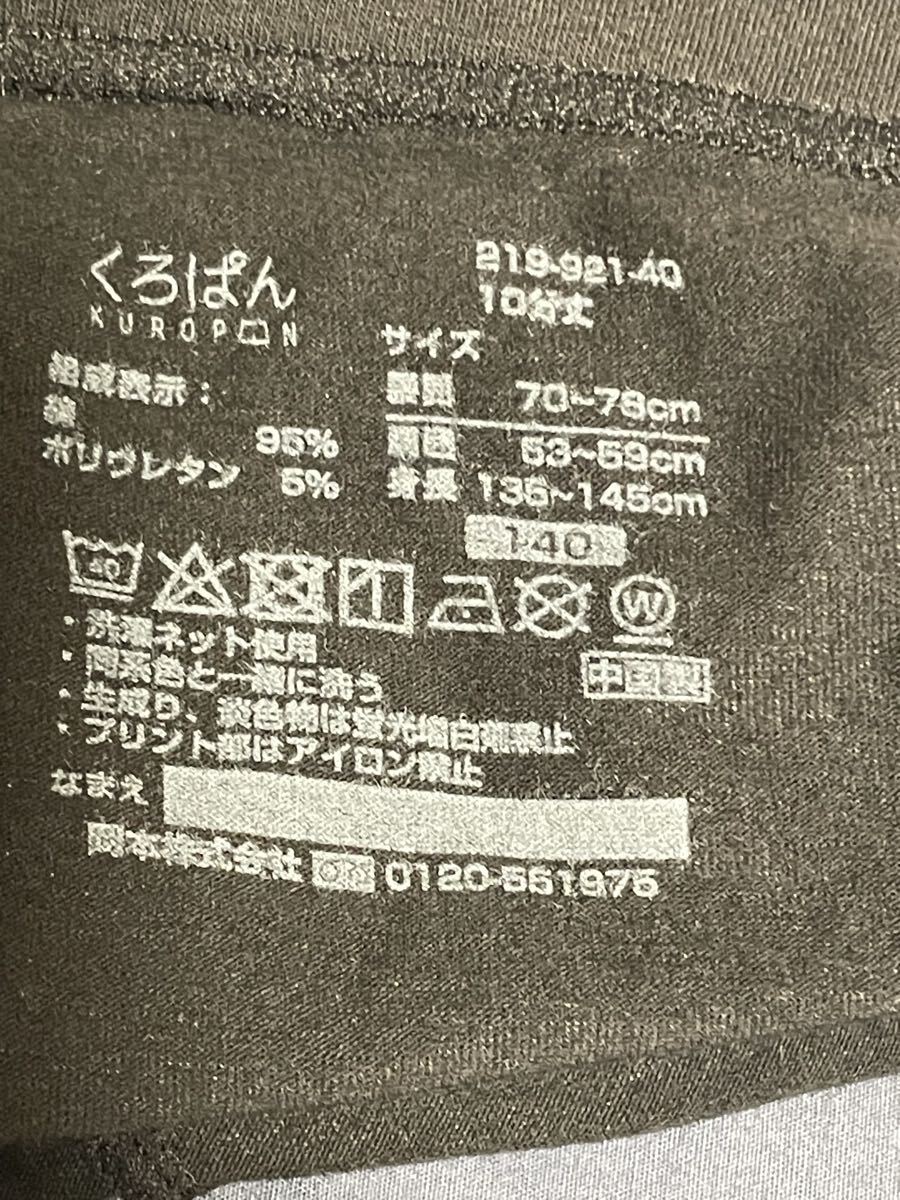 くろぱん
KUROPAN
219-921-40
10分丈
サイズ
腰囲 70~78cm
胴囲 53~59cm
身長 135~145cm
140
組成表示：
綿 95%
ポリウレタン 5%
40
W
中国製
・洗濯ネット使用
・同系色と一緒に洗う
・生成り、淡色物は蛍光増白剤禁止
・プリント部はアイロン禁止
なまえ
岡本株式会社 0120-551975